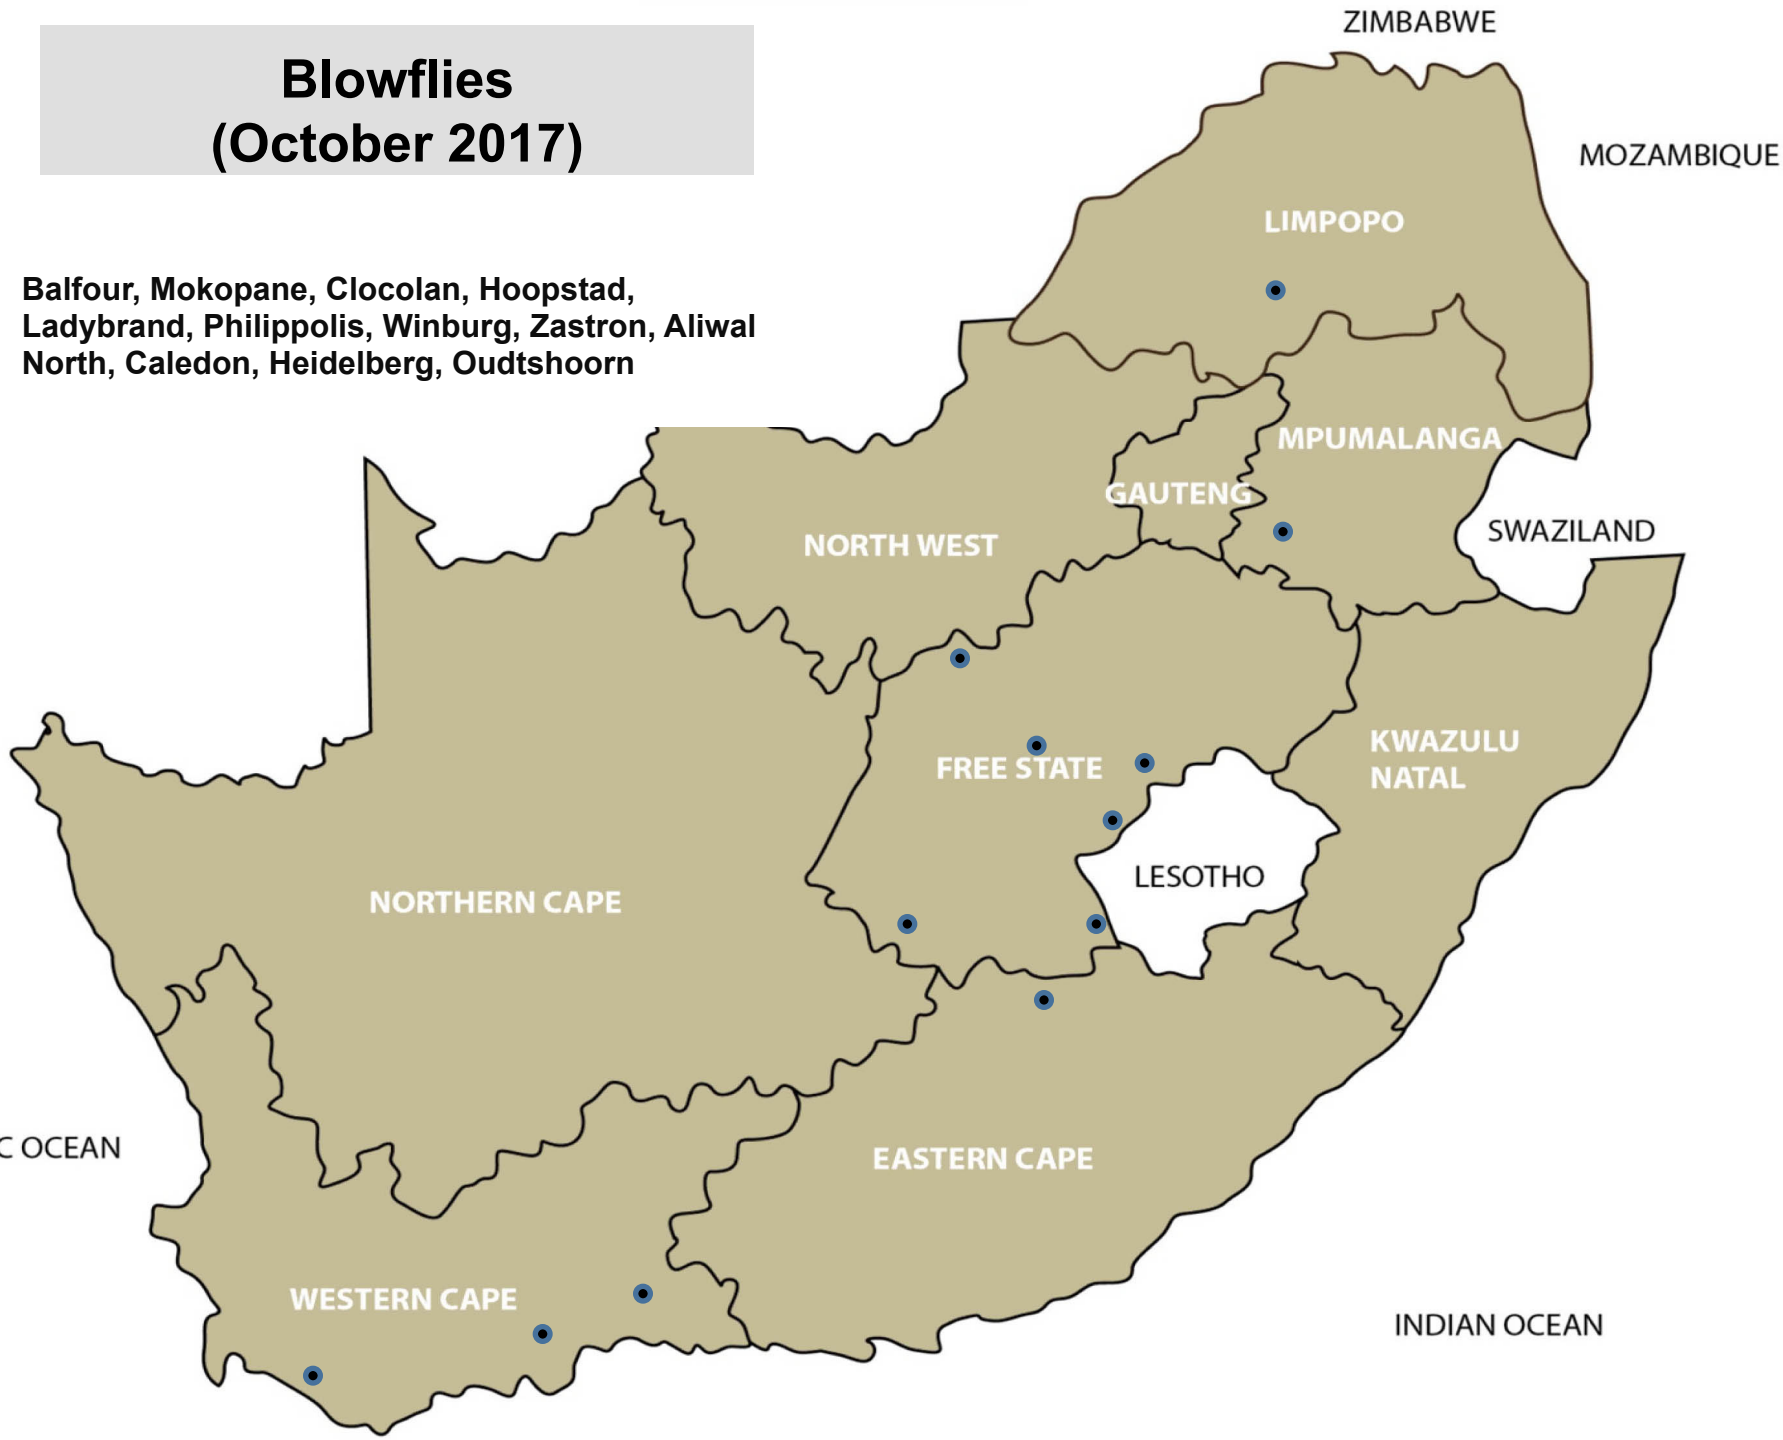 Blowflies
(October 2017)
Balfour, Mokopane, Clocolan, Hoopstad,
Ladybrand, Philippolis, Winburg, Zastron, Aliwal
North, Caledon, Heidelberg, Oudtshoorn
ZIMBABWE
MOZAMBIQUE
LIMPOPO
MPUMALANGA
GAUTENG
SWAZILAND
NORTH WEST
KWAZULU
NATAL
FREE STATE
LESOTHO
NORTHERN CAPE
C OCEAN
EASTERN CAPE
WESTERN CAPE
INDIAN OCEAN